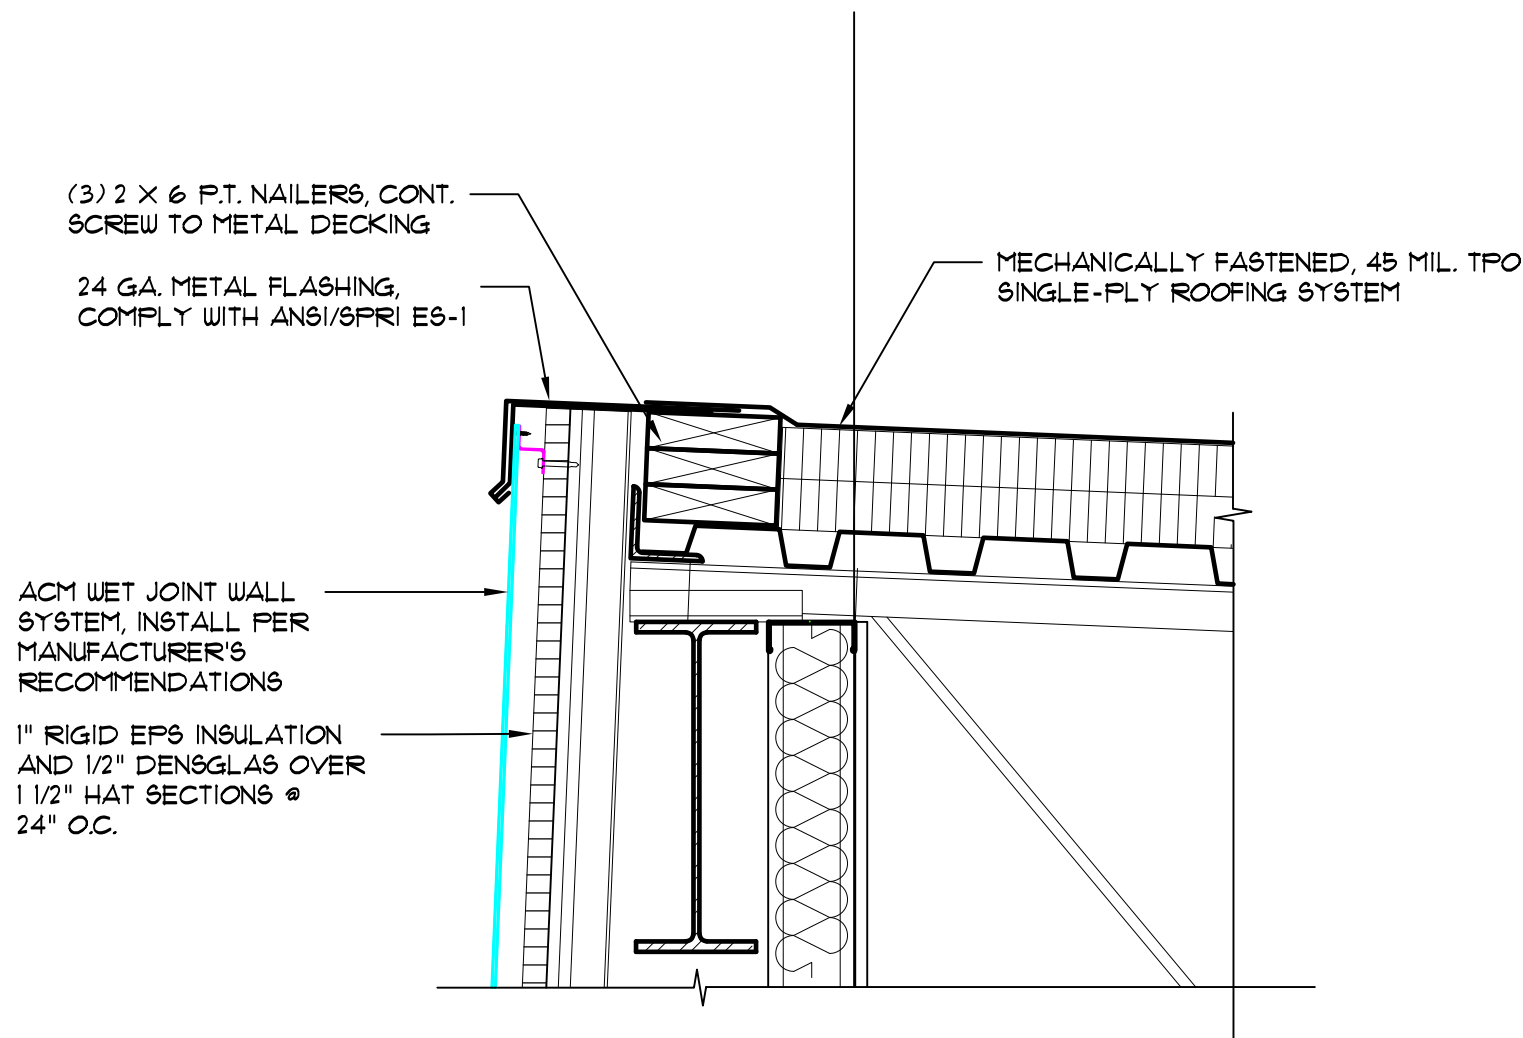 (3) 2 X 6 P.T. NAILERS, CONT.
SCREW TO METAL DECKING
24 GA. METAL FLASHING,
COMPLY WITH ANSI/SPRI ES-1
MECHANICALLY FASTENED, 45 MIL. TPO
SINGLE-PLY ROOFING SYSTEM
ACM WET JOINT WALL
SYSTEM, INSTALL PER
MANUFACTURER'S
RECOMMENDATIONS
1" RIGID EPS INSULATION
AND 1/2" DENSGLAS OVER
1 1/2" HAT SECTIONS @
24" O.C.